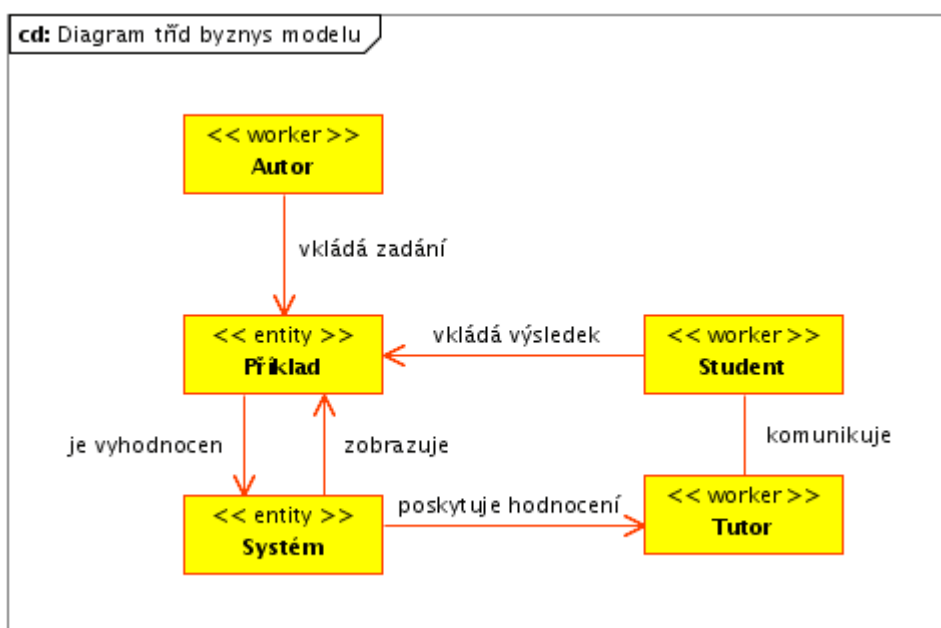 cd: Diagram tříd byznys modelu
<< worker >>
Autor
vkládá zadání
<< entity >>
Příklad
vkládá výsledek
<< worker >>
Student
je vyhodnocen
zobrazuje
komunikuje
<< entity >>
Systém
poskytuje hodnocení
<< worker >>
Tutor